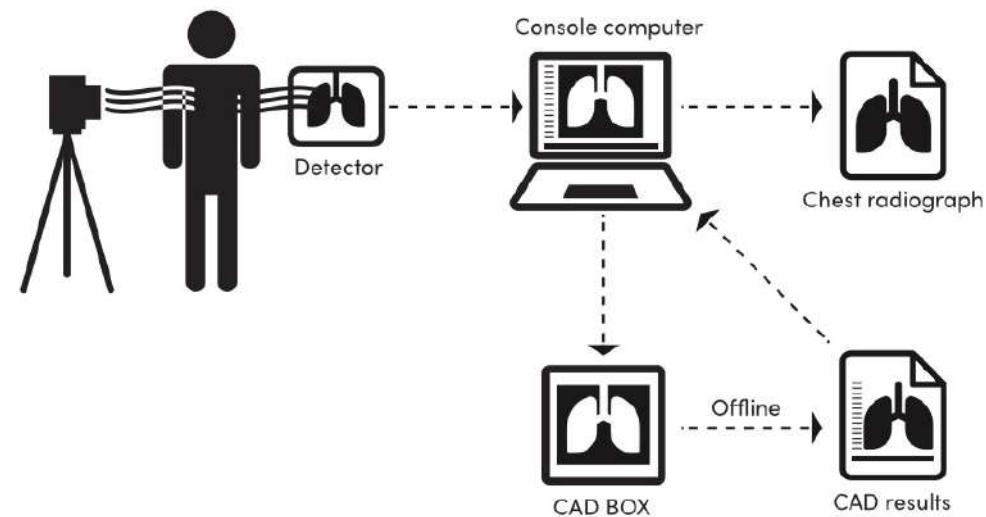 Console computer
Detector
Chest radiograph
Offline
CAD BOX
CAD results